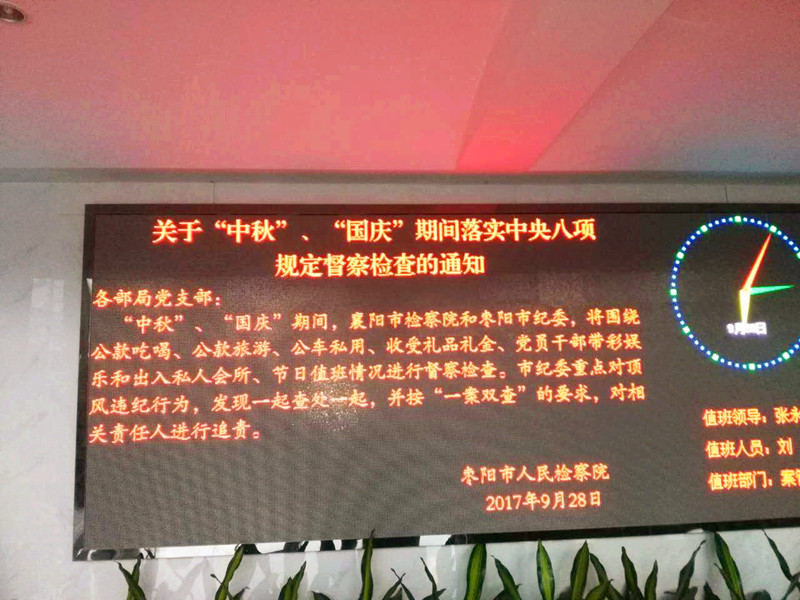 关于“中秋”、“国庆”期间落实中央八项
规定督察检查的通知
各部局党支部：
“中秋”、“国庆”期间，襄阳市检察院和枣阳市纪委，将围绕
公款吃喝、公款旅游、公车私用、收受礼品礼金、党员干部带彩娱
乐和出入私人会所、节日值班情况进行督察检查。市纪委重点对顶
风违纪行为，发现一起查处一起，并按“一案双查”的要求，对相
关责任人进行追责。
枣阳市人民检察院
2017年9月28日
值班领导：张永
值班人员：刘
值班部门：案